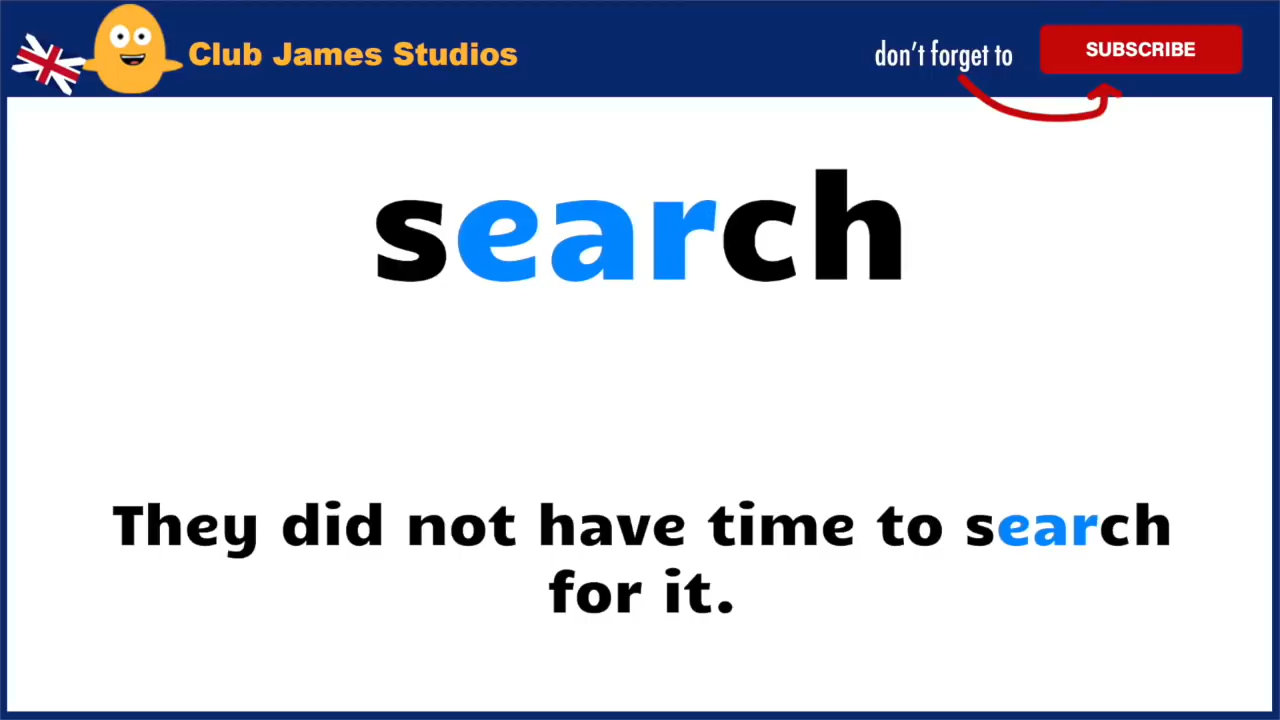 Club James Studios
don't forget to
SUBSCRIBE
search
They did not have time to search
for it.